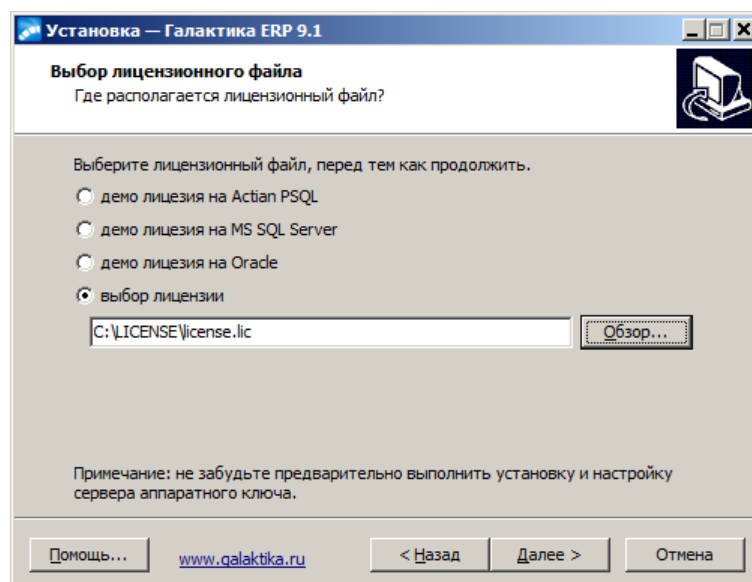 Установка — Галактика ERP 9.1
Выбор лицензионного файла
Где располагается лицензионный файл?
Выберите лицензионный файл, перед тем как продолжить.
демо лицезия на Actian PSQL
демо лицезия на MS SQL Server
демо лицезия на Oracle
выбор лицензии
C:\LICENSE\license.lic
Обзор...
Примечание: не забудьте предварительно выполнить установку и настройку
сервера аппаратного ключа.
Помощь...
www.galaktika.ru
< Назад
Далее >
Отмена